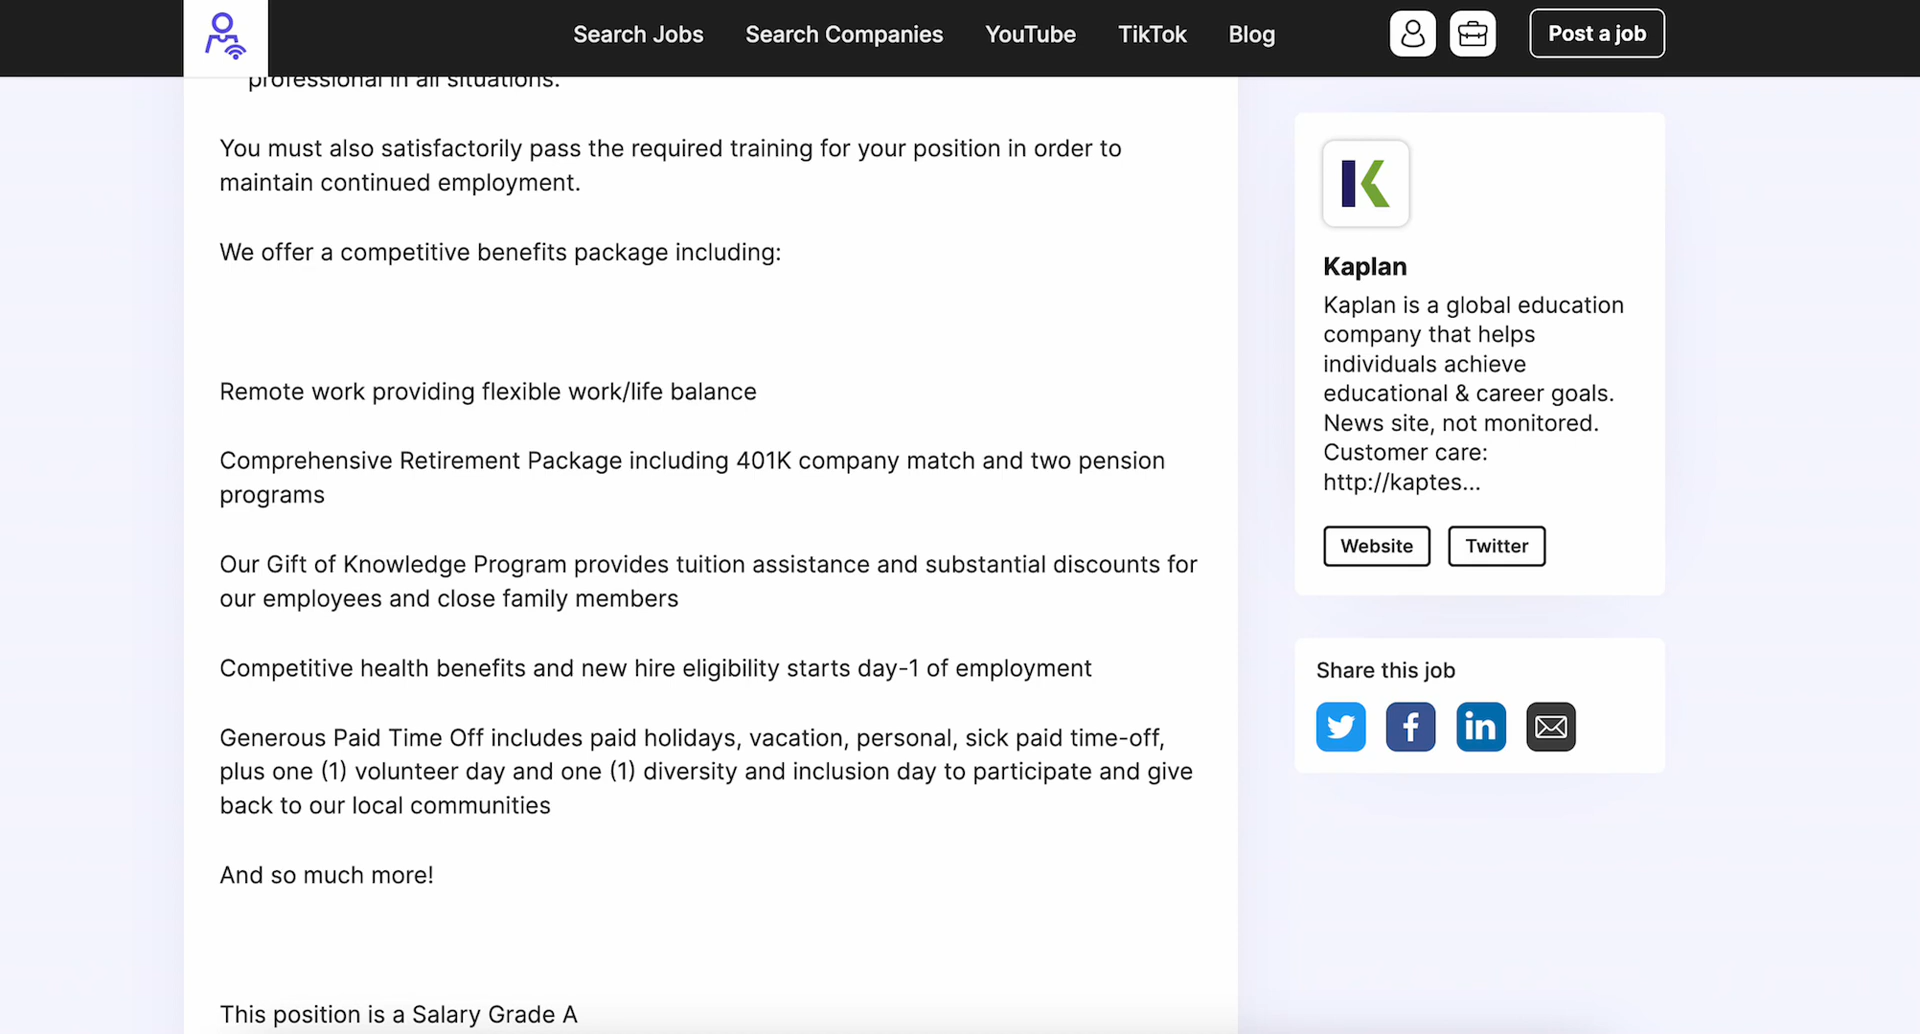 Search Jobs Search Companies YouTube TikTok Blog Post a job
professional in all situations.
You must also satisfactorily pass the required training for your position in order to
maintain continued employment.
We offer a competitive benefits package including:
Remote work providing flexible work/life balance
Comprehensive Retirement Package including 401K company match and two pension
programs
Our Gift of Knowledge Program provides tuition assistance and substantial discounts for
our employees and close family members
Competitive health benefits and new hire eligibility starts day-1 of employment
Generous Paid Time Off includes paid holidays, vacation, personal, sick paid time-off,
plus one (1) volunteer day and one (1) diversity and inclusion day to participate and give
back to our local communities
And so much more!
This position is a Salary Grade A
K
Kaplan
Kaplan is a global education
company that helps
individuals achieve
educational & career goals.
News site, not monitored.
Customer care:
http://kaptes...
Website Twitter
Share this job
f in